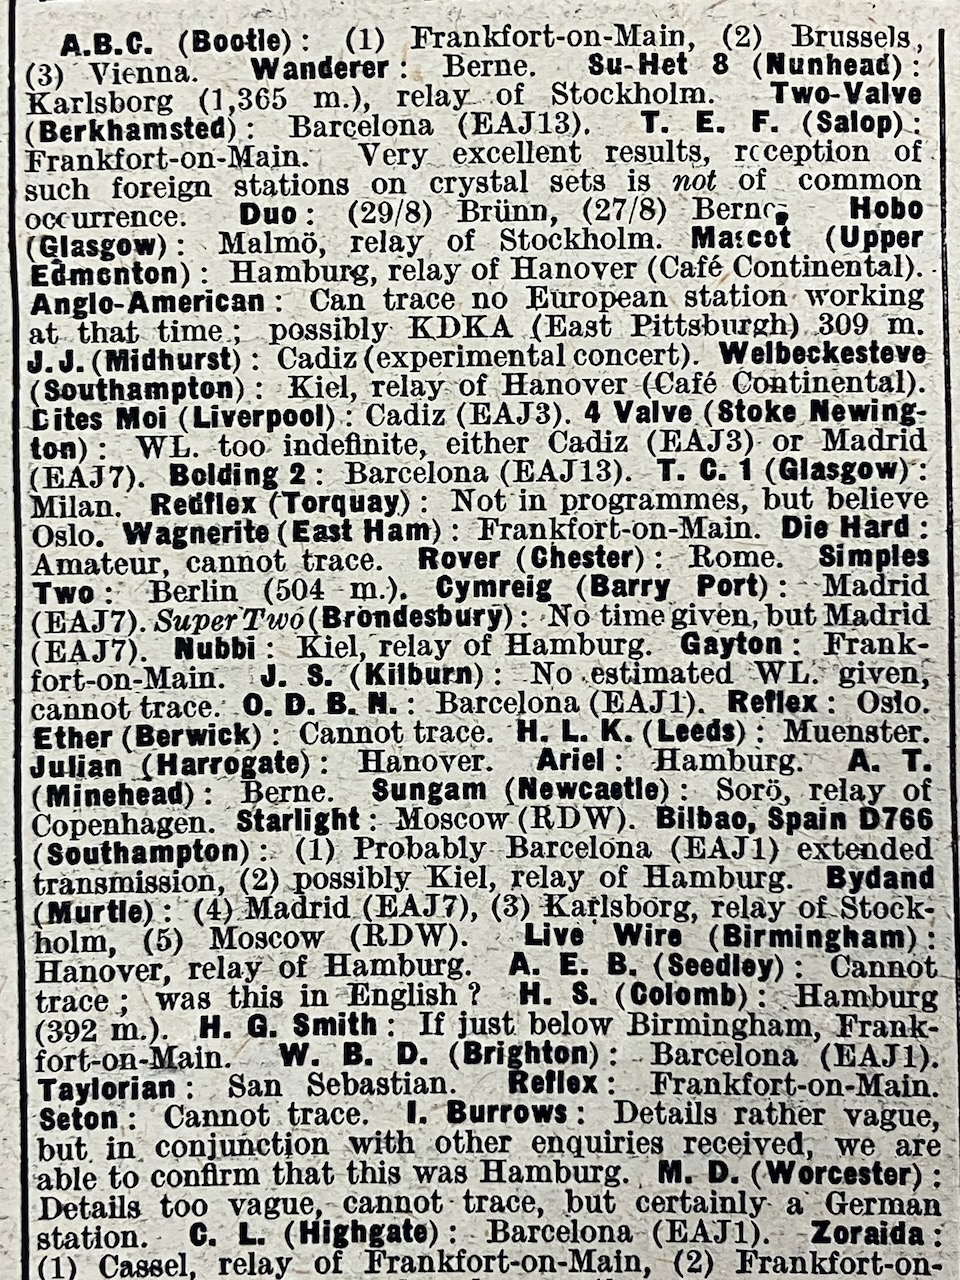 A.B.C. (Bootle): (1) Frankfort-on-Main, (2) Brussels,
(3) Vienna. Wanderer: Berne. Su-Het 8 (Nunhead):
Karlsborg (1,365 m.), relay of Stockholm. Two-Valve
(Berkhamsted): Barcelona (EAJ13). T. E. F. (Salop):
Frankfort-on-Main. Very excellent results, reception of
such foreign stations on crystal sets is not of common
occurrence. Duo: (29/8) Brünn, (27/8) Berne. Hobo
(Glasgow): Malmö, relay of Stockholm. Mascot (Upper
Edmonton): Hamburg, relay of Hanover (Café Continental).
Anglo-American: Can trace no European station working
at that time; possibly KDKA (East Pittsburgh) 309 m.
J.J. (Midhurst): Cadiz (experimental concert). Welbeckesteve
(Southampton): Kiel, relay of Hanover (Café Continental).
Dites Moi (Liverpool): Cadiz (EAJ3). 4 Valve (Stoke Newing-
ton): WL. too indefinite, either Cadiz (EAJ3) or Madrid
(EAJ7). Bolding 2: Barcelona (EAJ13). T. C. 1 (Glasgow):
Milan. Redflex (Torquay): Not in programmes, but believe
Oslo. Wagnerite (East Ham): Frankfort-on-Main. Die Hard:
Amateur, cannot trace. Rover (Chester): Rome. Simples
Two: Berlin (504 m.). Cymreig (Barry Port): Madrid
(EAJ7). Super Two (Brondesbury): No time given, but Madrid
(EAJ7). Nubbi: Kiel, relay of Hamburg. Gayton: Frank-
fort-on-Main. J. S. (Kilburn): No estimated WL. given,
cannot trace. O. D. B. N.: Barcelona (EAJ1). Reflex: Oslo.
Ether (Berwick): Cannot trace. H. L. K. (Leeds): Muenster.
Julian (Harrogate): Hanover. Ariel: Hamburg. A. T.
(Minehead): Berne. Sungam (Newcastle): Sorö, relay of
Copenhagen. Starlight: Moscow (RDW). Bilbao, Spain D766
(Southampton): (1) Probably Barcelona (EAJ1) extended
transmission, (2) possibly Kiel, relay of Hamburg. Bydand
(Murtle): (4) Madrid (EAJ7), (3) Karlsborg, relay of Stock-
holm, (5) Moscow (RDW). Live Wire (Birmingham):
Hanover, relay of Hamburg. A. E. B. (Seedley): Cannot
trace; was this in English? H. S. (Colomb): Hamburg
(392 m.). H. G. Smith: If just below Birmingham, Frank-
fort-on-Main. W. B. D. (Brighton): Barcelona (EAJ1).
Taylorian: San Sebastian. Reflex: Frankfort-on-Main.
Seton: Cannot trace. I. Burrows: Details rather vague,
but in conjunction with other enquiries received, we are
able to confirm that this was Hamburg. M. D. (Worcester):
Details too vague, cannot trace, but certainly a German
station. C. L. (Highgate): Barcelona (EAJ1). Zoraida:
(1) Cassel, relay of Frankfort-on-Main, (2) Frankfort-on-